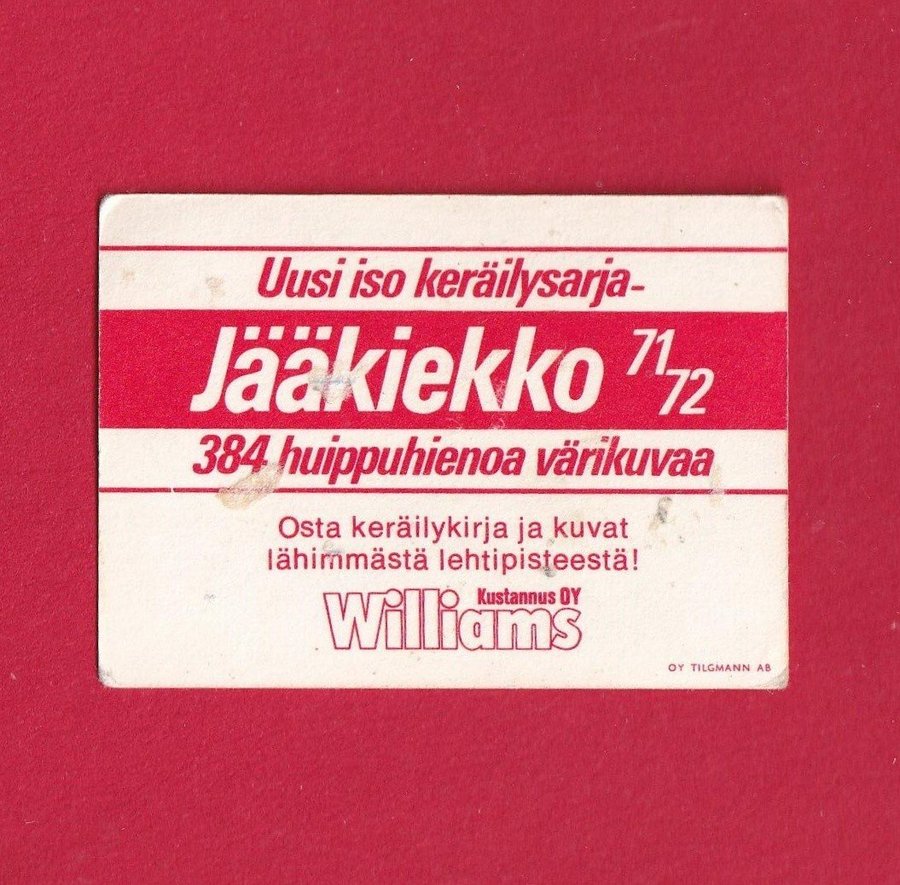 Uusi iso keräilysarja-
Jääkiekko 71/72
384 huippuhienoa värikuvaa
Osta keräilykirja ja kuvat
lähimmästä lehtipisteestä!
Kustannus OY
Williams
OY TILGMANN AB